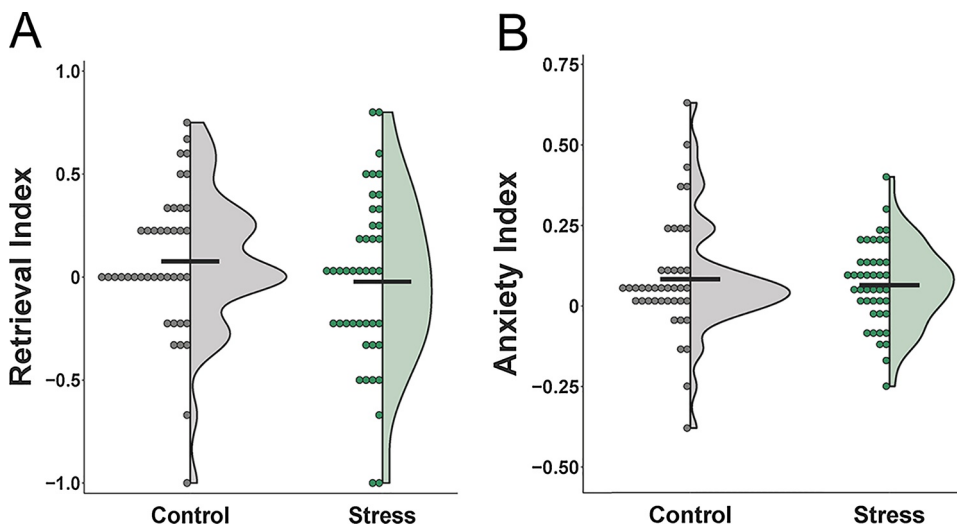 A
Retrieval Index
1.0
0.5
0
−0.5
−1.0
Control Stress
B
Anxiety Index
0.75
0.50
0.25
0
−0.25
−0.50
Control Stress